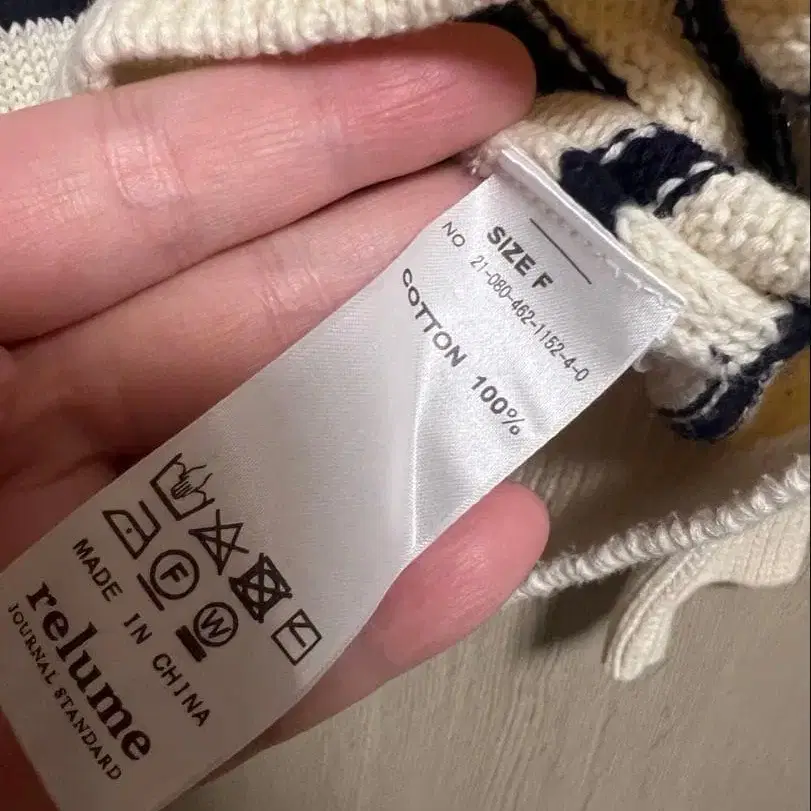 SIZE F
NO 21-080-462-1152-4-0
COTTON 100%
F
W
MADE IN CHINA
relume
JOURNAL STANDARD